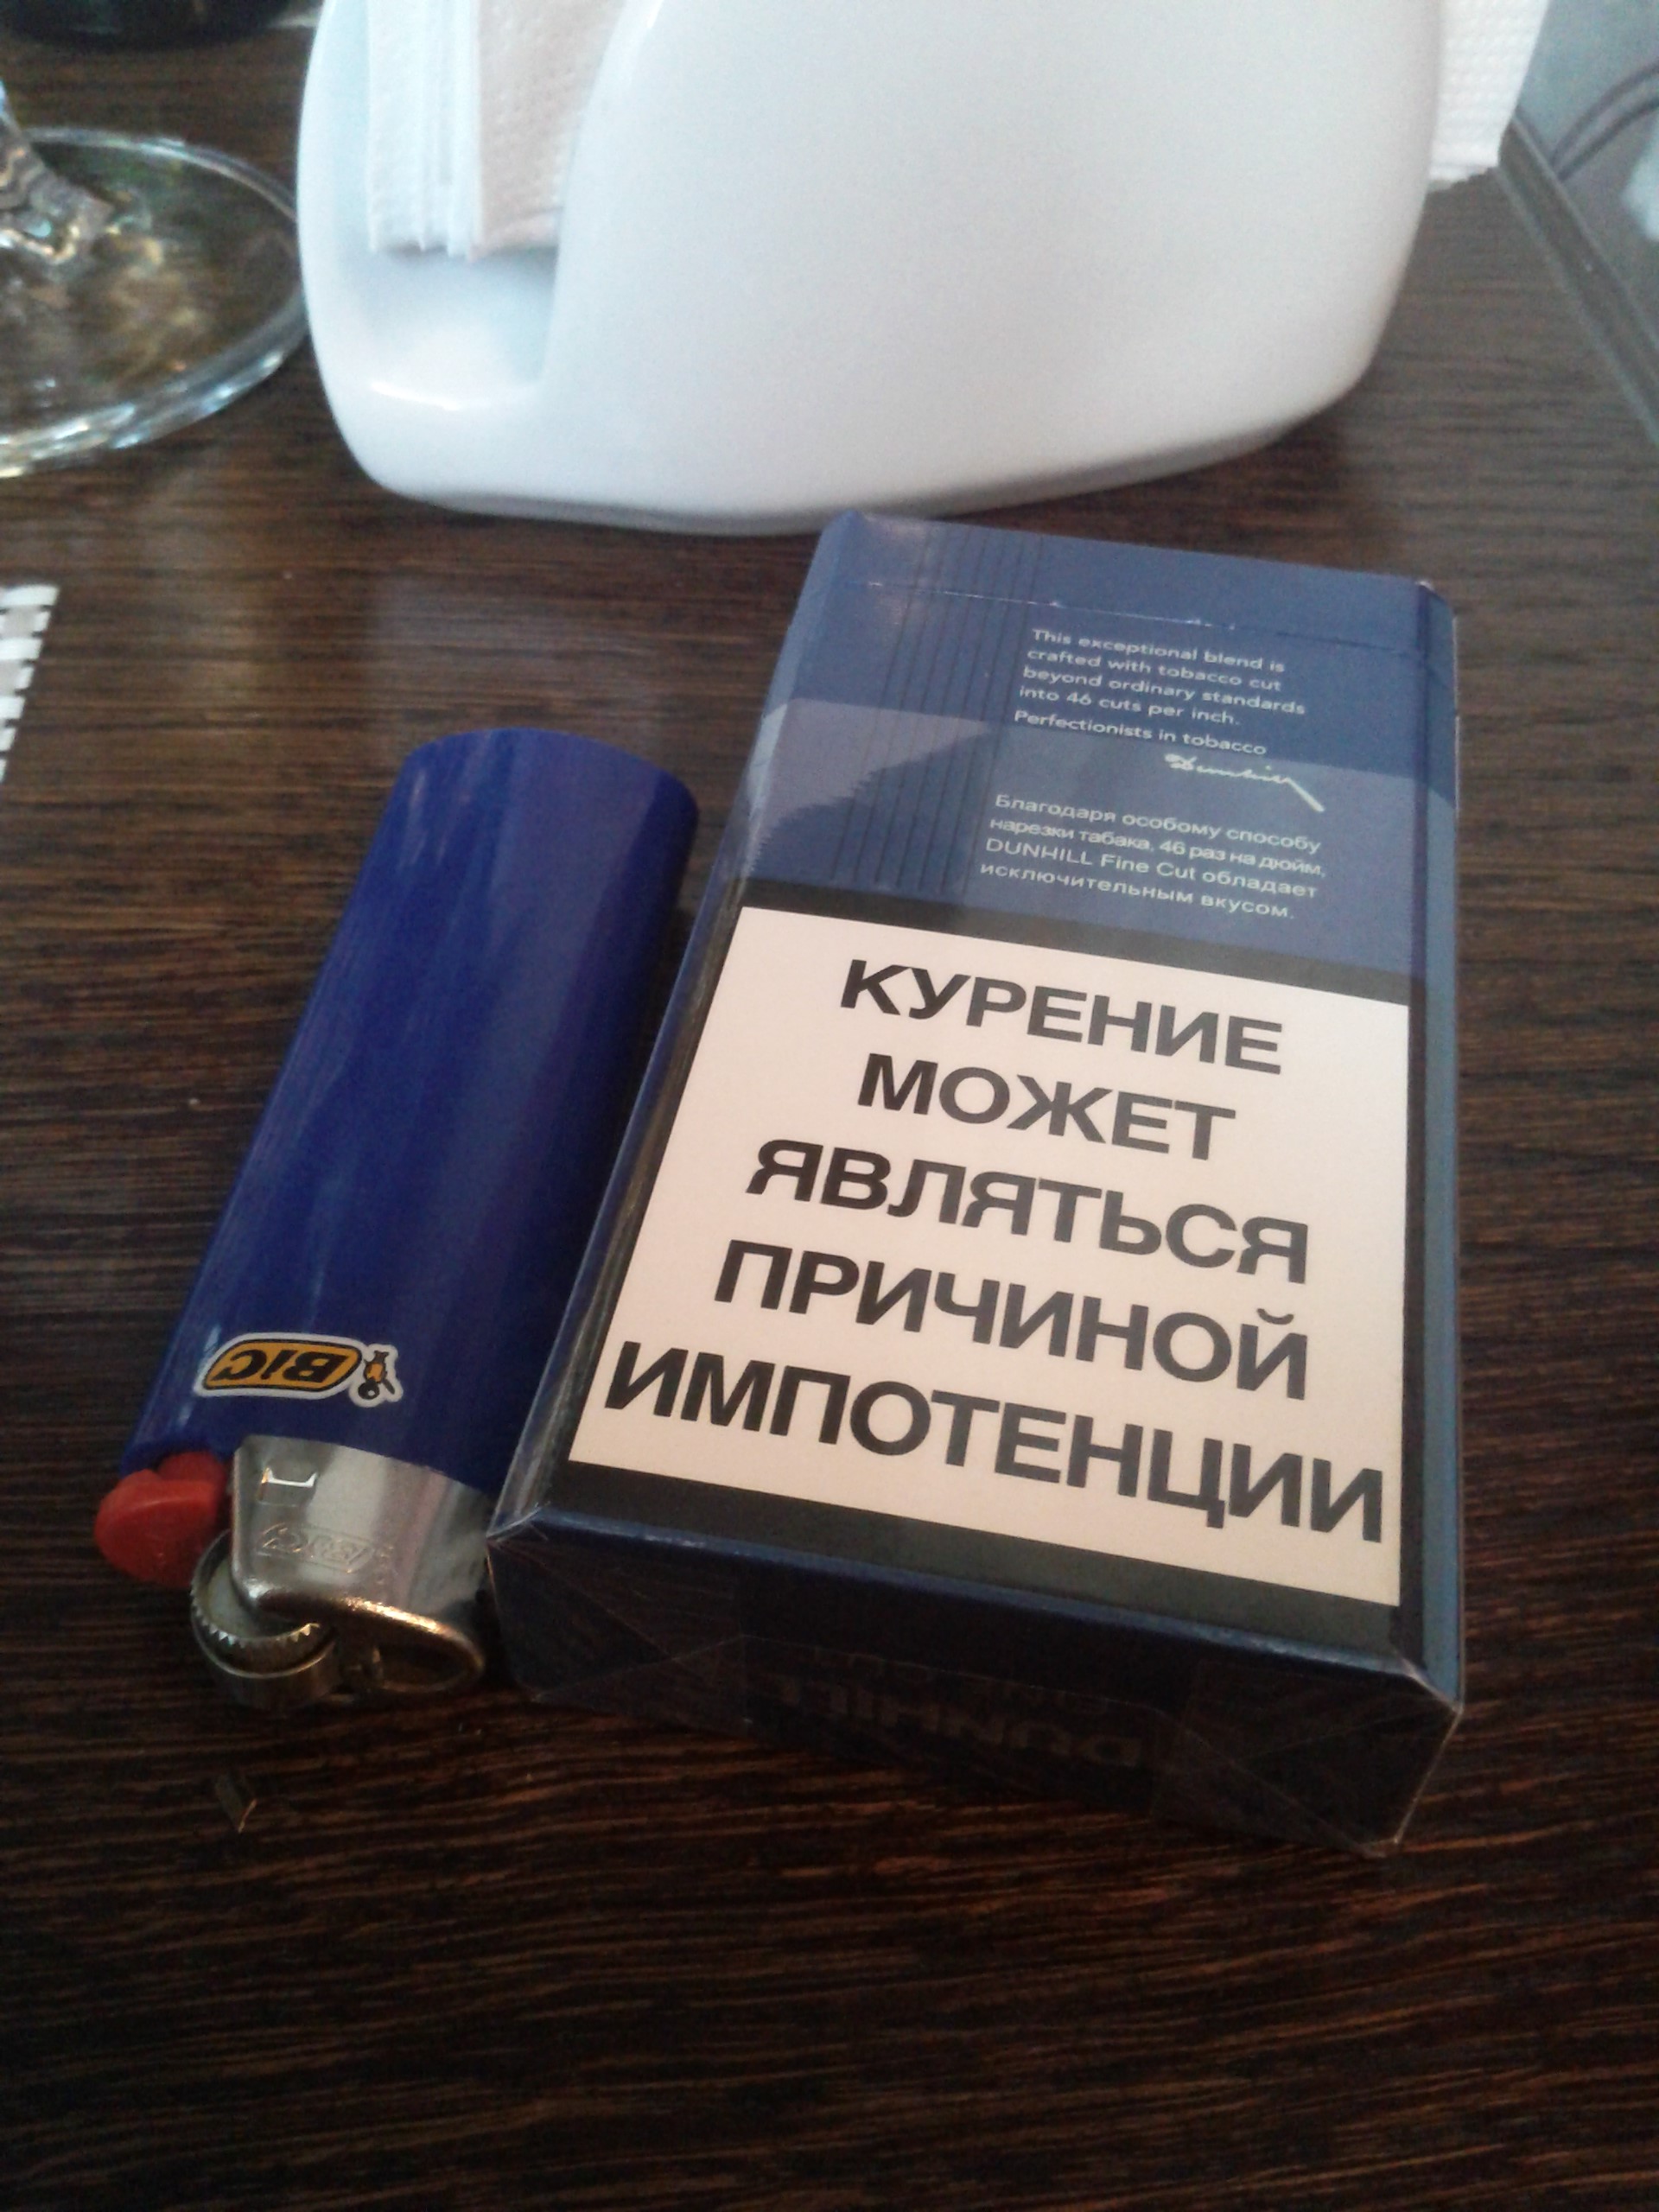 This exceptional blend is
crafted with tobacco cut
beyond ordinary standards
into 46 cuts per inch.
Perfectionists in tobacco
Dunhill
Благодаря особому способу
нарезки табака, 46 раз на дюйм,
DUNHILL Fine Cut обладает
исключительным вкусом.
КУРЕНИЕ
МОЖЕТ
ЯВЛЯТЬСЯ
ПРИЧИНОЙ
ИМПОТЕНЦИИ
DUNHILL
BIC